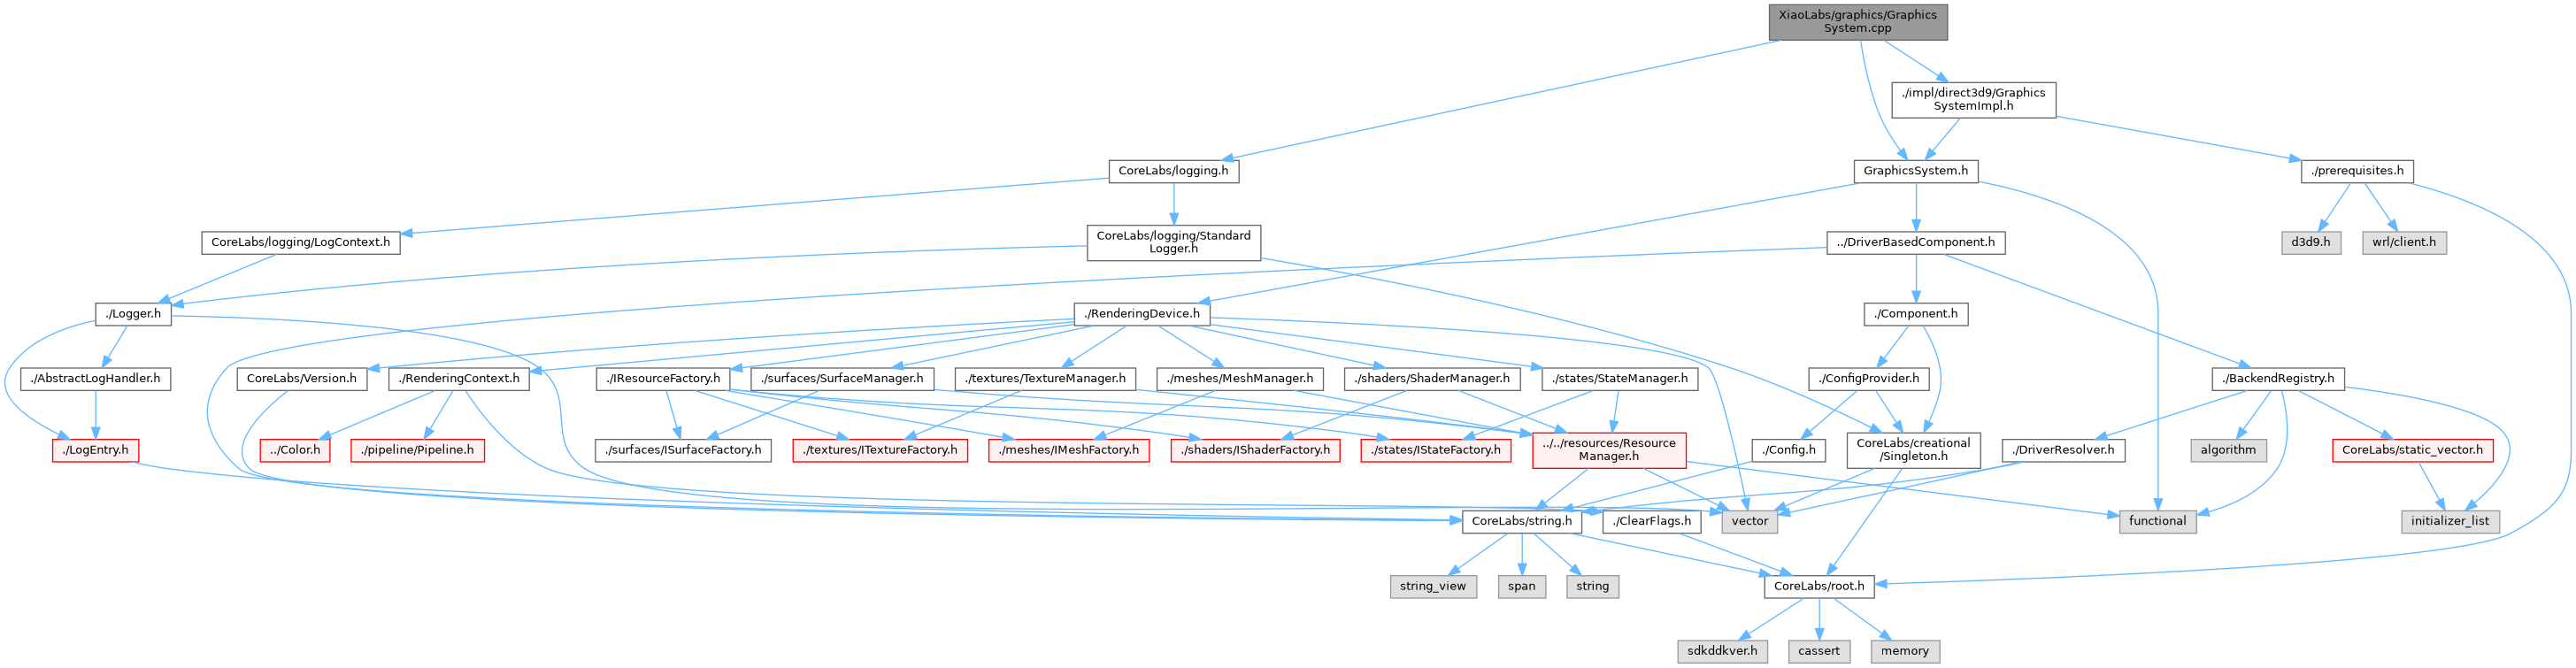 XiaoLabs/graphics/Graphics
System.cpp
./impl/direct3d9/Graphics
SystemImpl.h
CoreLabs/logging.h
GraphicsSystem.h
./prerequisites.h
CoreLabs/logging/LogContext.h
CoreLabs/logging/Standard
Logger.h
../DriverBasedComponent.h
d3d9.h
wrl/client.h
./Logger.h
./RenderingDevice.h
./Component.h
./AbstractLogHandler.h
CoreLabs/Version.h
./RenderingContext.h
./IResourceFactory.h
./surfaces/SurfaceManager.h
./textures/TextureManager.h
./meshes/MeshManager.h
./shaders/ShaderManager.h
./states/StateManager.h
./ConfigProvider.h
./BackendRegistry.h
./LogEntry.h
../Color.h
./pipeline/Pipeline.h
./surfaces/ISurfaceFactory.h
./textures/ITextureFactory.h
./meshes/IMeshFactory.h
./shaders/IShaderFactory.h
./states/IStateFactory.h
../../resources/Resource
Manager.h
./Config.h
CoreLabs/creational
/Singleton.h
./DriverResolver.h
algorithm
CoreLabs/static_vector.h
CoreLabs/string.h
./ClearFlags.h
vector
functional
initializer_list
string_view
span
string
CoreLabs/root.h
sdkddkver.h
cassert
memory